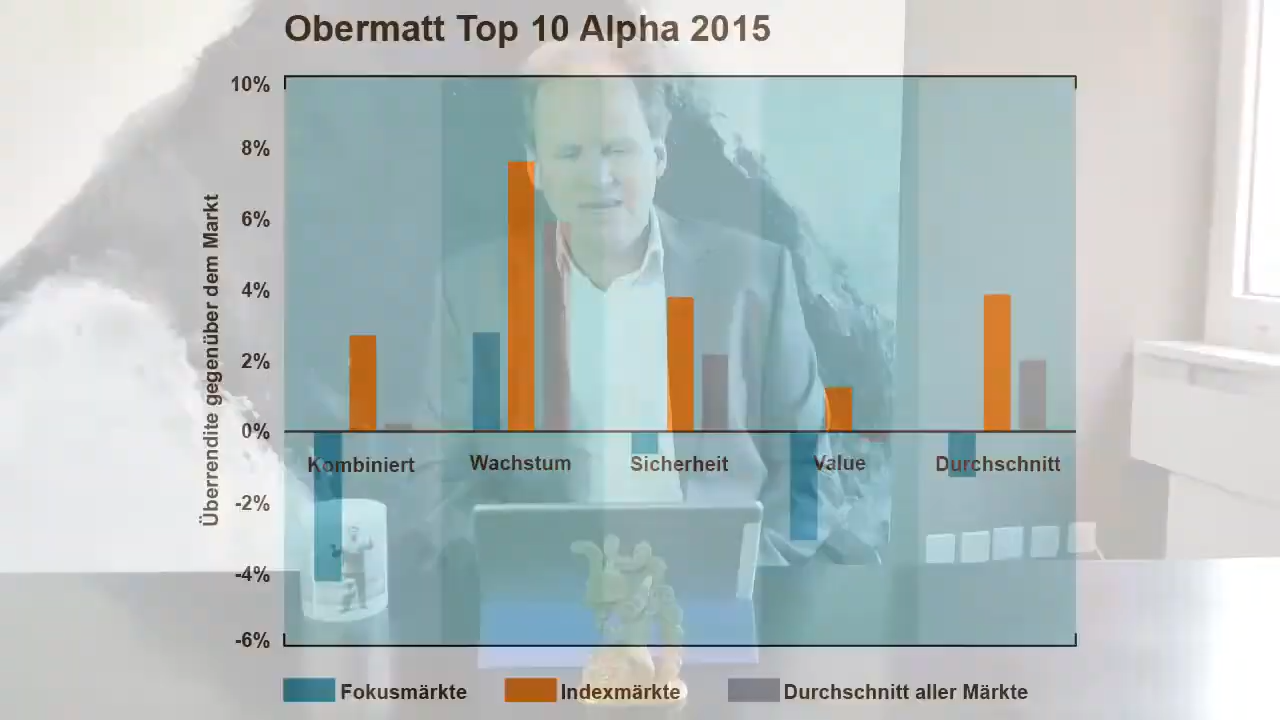 Obermatt Top 10 Alpha 2015
10%
8%
6%
4%
2%
0%
-2%
-4%
-6%
Überrendite gegenüber dem Markt
Kombiniert
Wachstum
Sicherheit
Value
Durchschnitt
Fokusmärkte
Indexmärkte
Durchschnitt aller Märkte